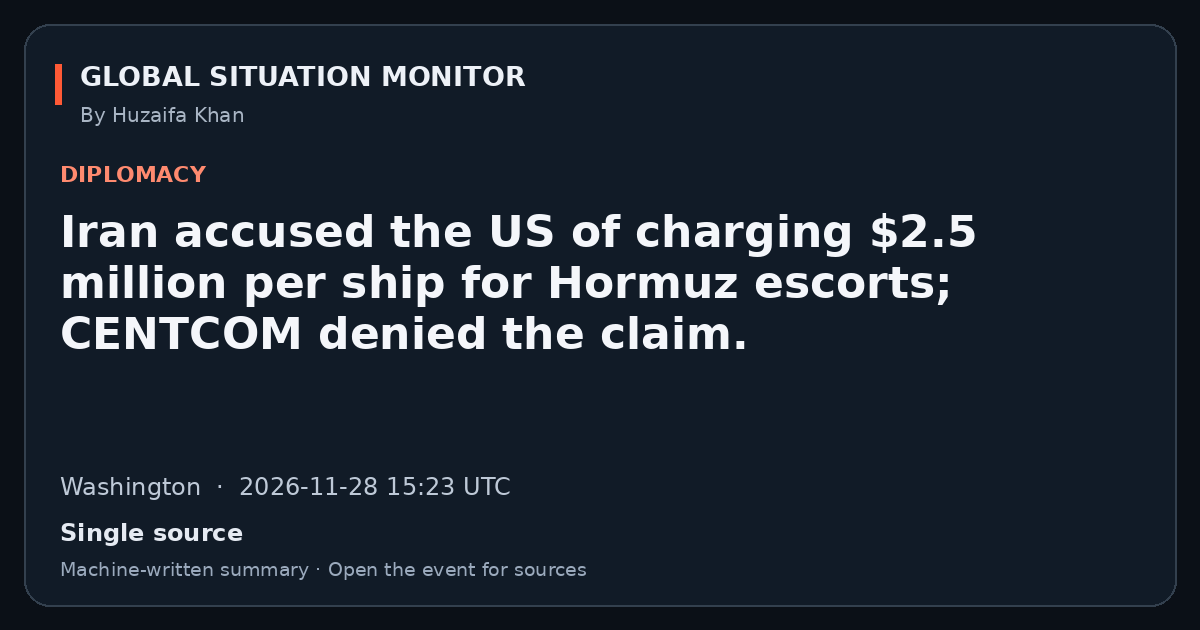 GLOBAL SITUATION MONITOR
By Huzaifa Khan
DIPLOMACY
Iran accused the US of charging $2.5
million per ship for Hormuz escorts;
CENTCOM denied the claim.
Washington · 2026-11-28 15:23 UTC
Single source
Machine-written summary · Open the event for sources